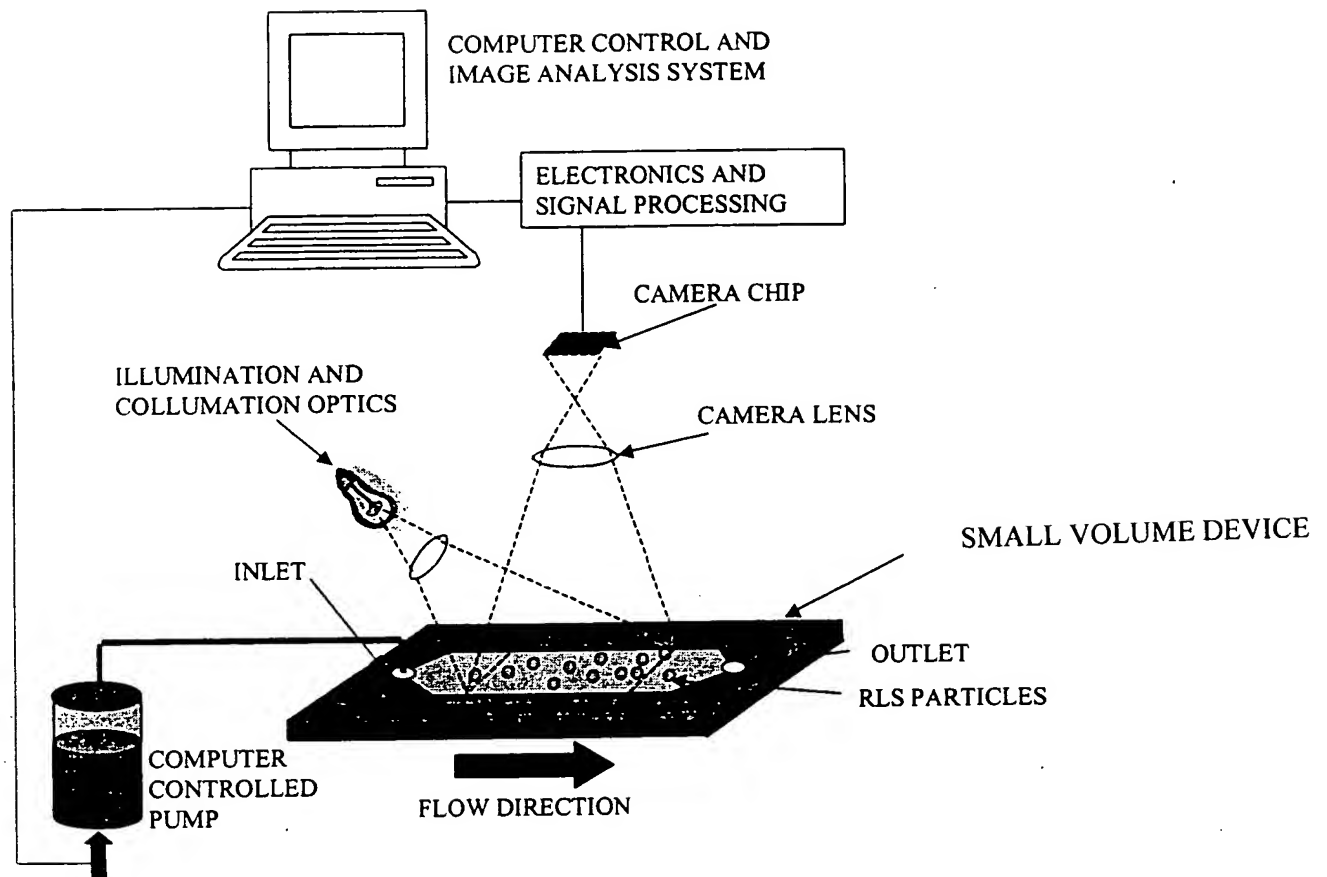 COMPUTER CONTROL AND
IMAGE ANALYSIS SYSTEM
ELECTRONICS AND
SIGNAL PROCESSING
CAMERA CHIP
ILLUMINATION AND
COLLUMATION OPTICS
CAMERA LENS
SMALL VOLUME DEVICE
INLET
OUTLET
RLS PARTICLES
COMPUTER
CONTROLLED
PUMP
FLOW DIRECTION